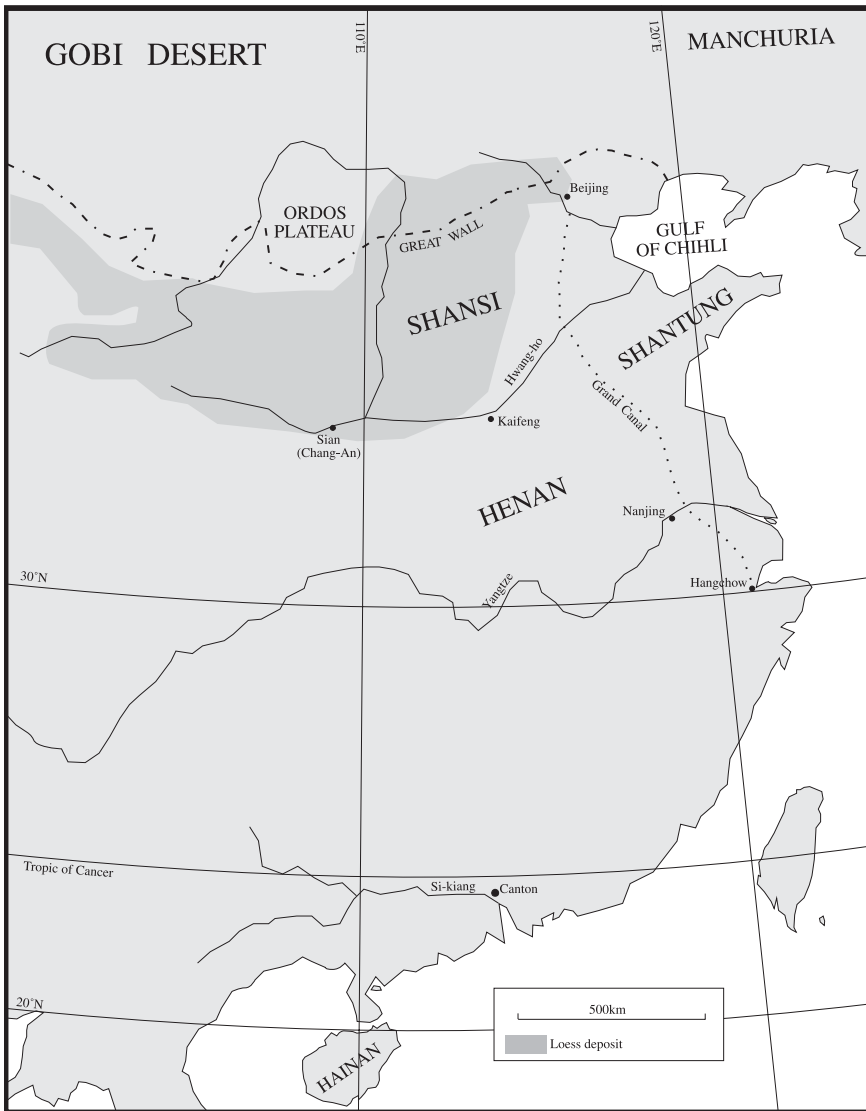 110°E
120°E
GOBI DESERT
MANCHURIA
Beijing
ORDOS
PLATEAU
GREAT WALL
GULF
OF CHIHLI
SHANSI
SHANTUNG
Hwang-ho
Grand Canal
Kaifeng
Sian
(Chang-An)
HENAN
Nanjing
30°N
Yangtze
Hangchow
Tropic of Cancer
Si-kiang
Canton
20°N
500km
Loess deposit
HAINAN